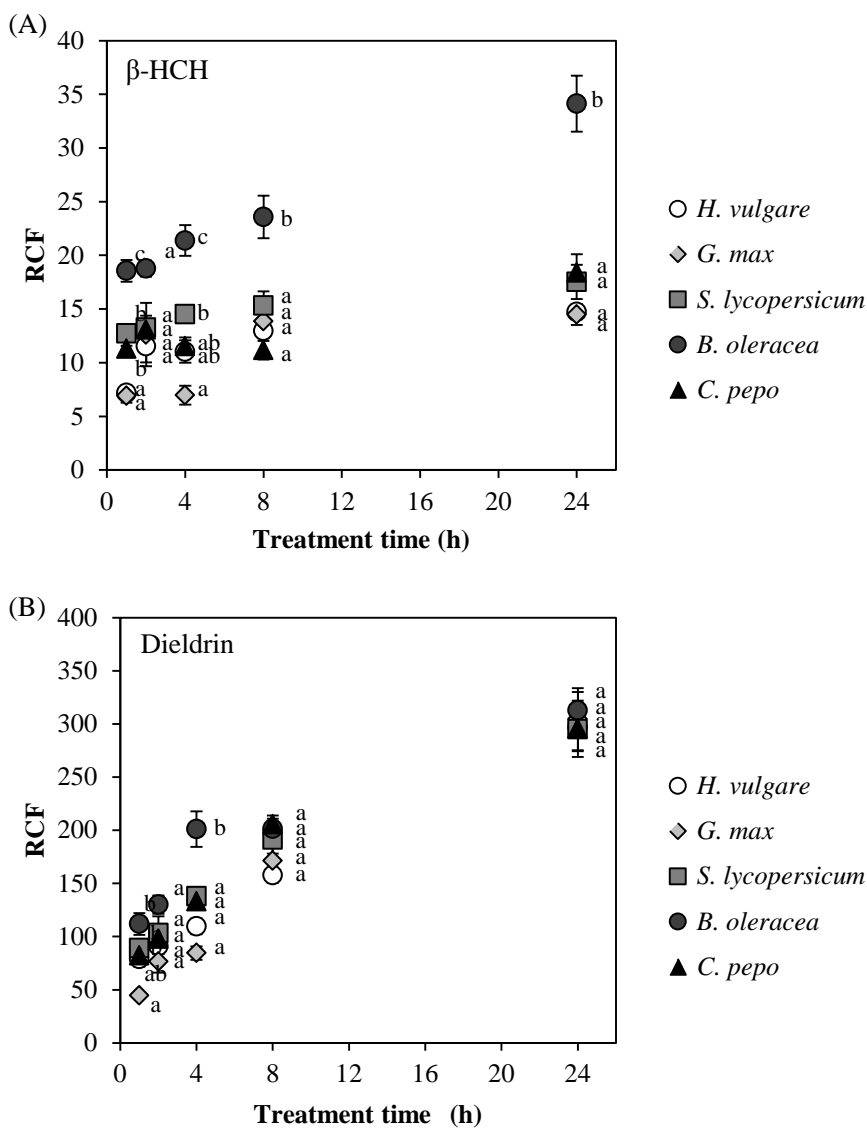 (A)
β-HCH
40
35
30
25
20
15
10
5
0
RCF
b
c
a
c
b
b
a
a
a
b
b
a
a
a
ab
ab
a
a
a
a
a
a
a
a
a
a
0 4 8 12 16 20 24
Treatment time (h)
H. vulgare
G. max
S. lycopersicum
B. oleracea
C. pepo
(B)
Dieldrin
400
350
300
250
200
150
100
50
0
RCF
a
a
a
a
a
b
a
a
a
a
a
b
a
a
a
a
a
a
a
ab
a
a
0 4 8 12 16 20 24
Treatment time (h)
H. vulgare
G. max
S. lycopersicum
B. oleracea
C. pepo